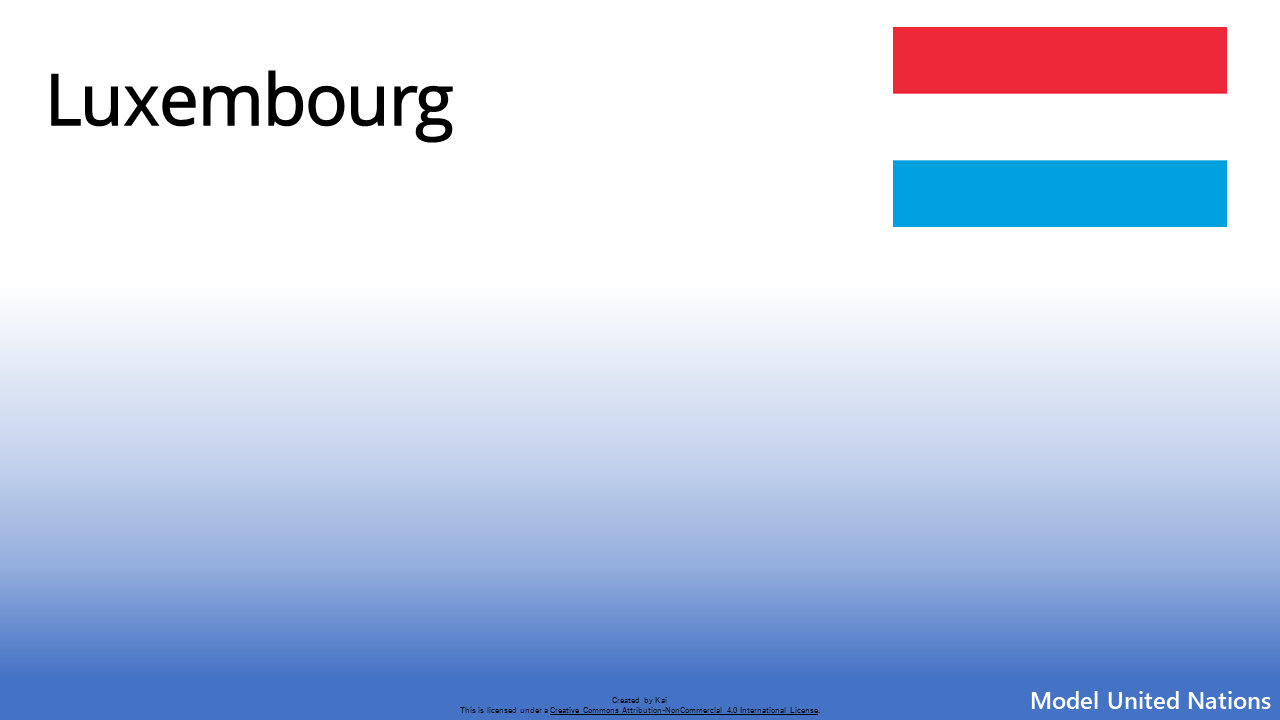 Luxembourg
Created by Kai
This is licensed under a Creative Commons Attribution-NonCommercial 4.0 International License.
Model United Nations